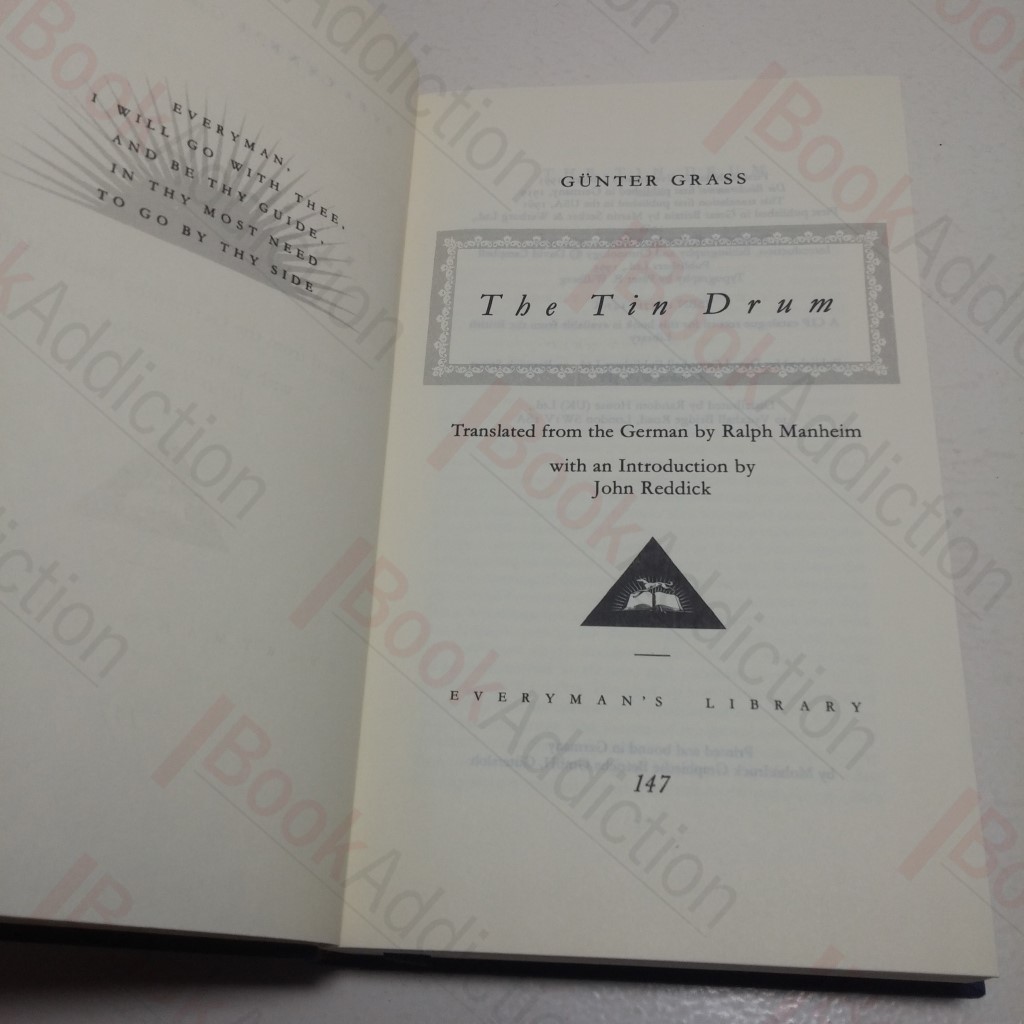 EVERYMAN,
I WILL GO WITH THEE,
AND BE THY GUIDE,
IN THY MOST NEED
TO GO BY THY SIDE
GÜNTER GRASS
The Tin Drum
Translated from the German by Ralph Manheim
with an Introduction by
John Reddick
EVERYMAN'S LIBRARY
147
BookAddiction